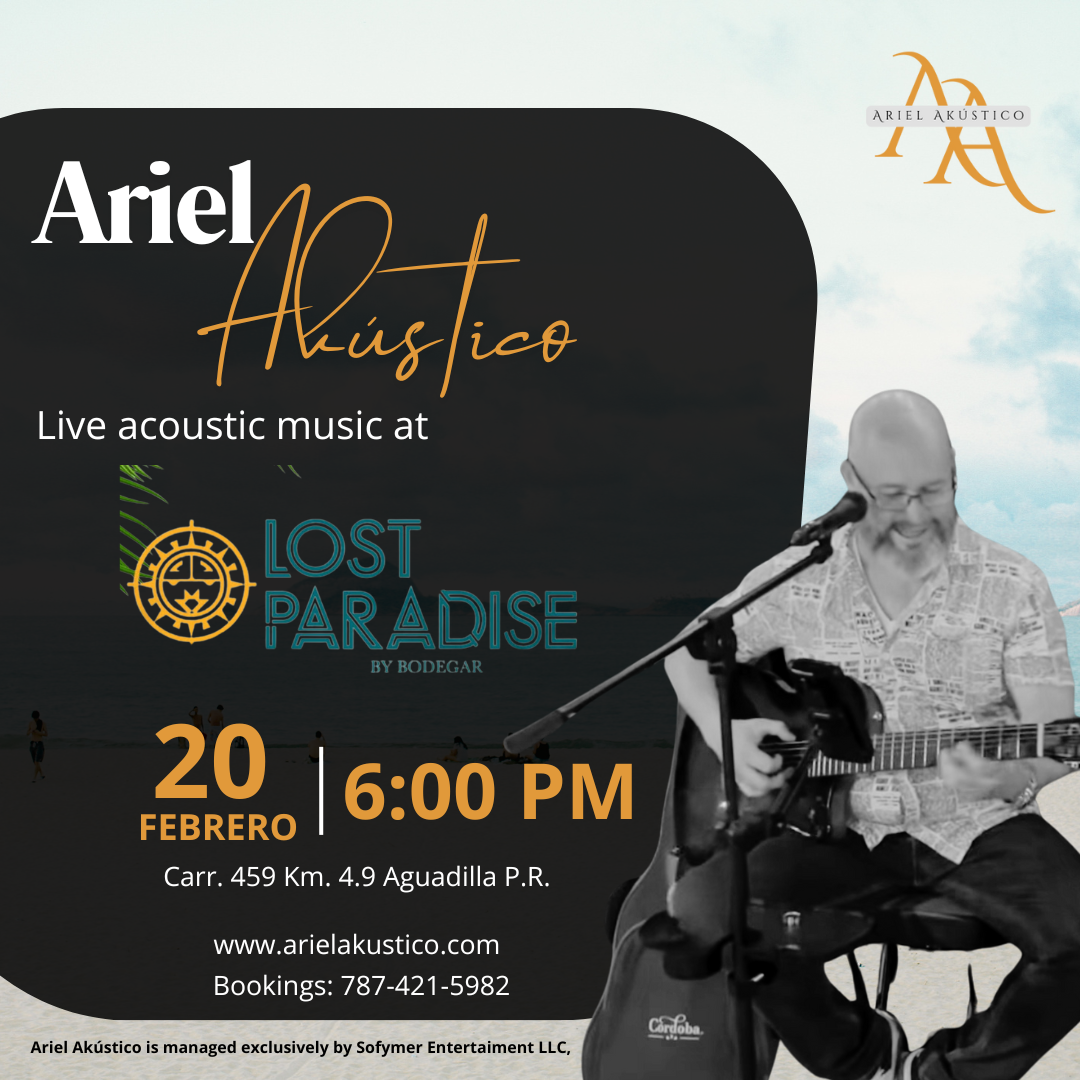 ARIEL AKÚSTICO
Ariel
Akústico
Live acoustic music at
LOST
PARADISE
BY BODEGAR
20
FEBRERO
6:00 PM
Carr. 459 Km. 4.9 Aguadilla P.R.
www.arielakustico.com
Bookings: 787-421-5982
Córdoba
Ariel Akústico is managed exclusively by Sofymer Entertaiment LLC,